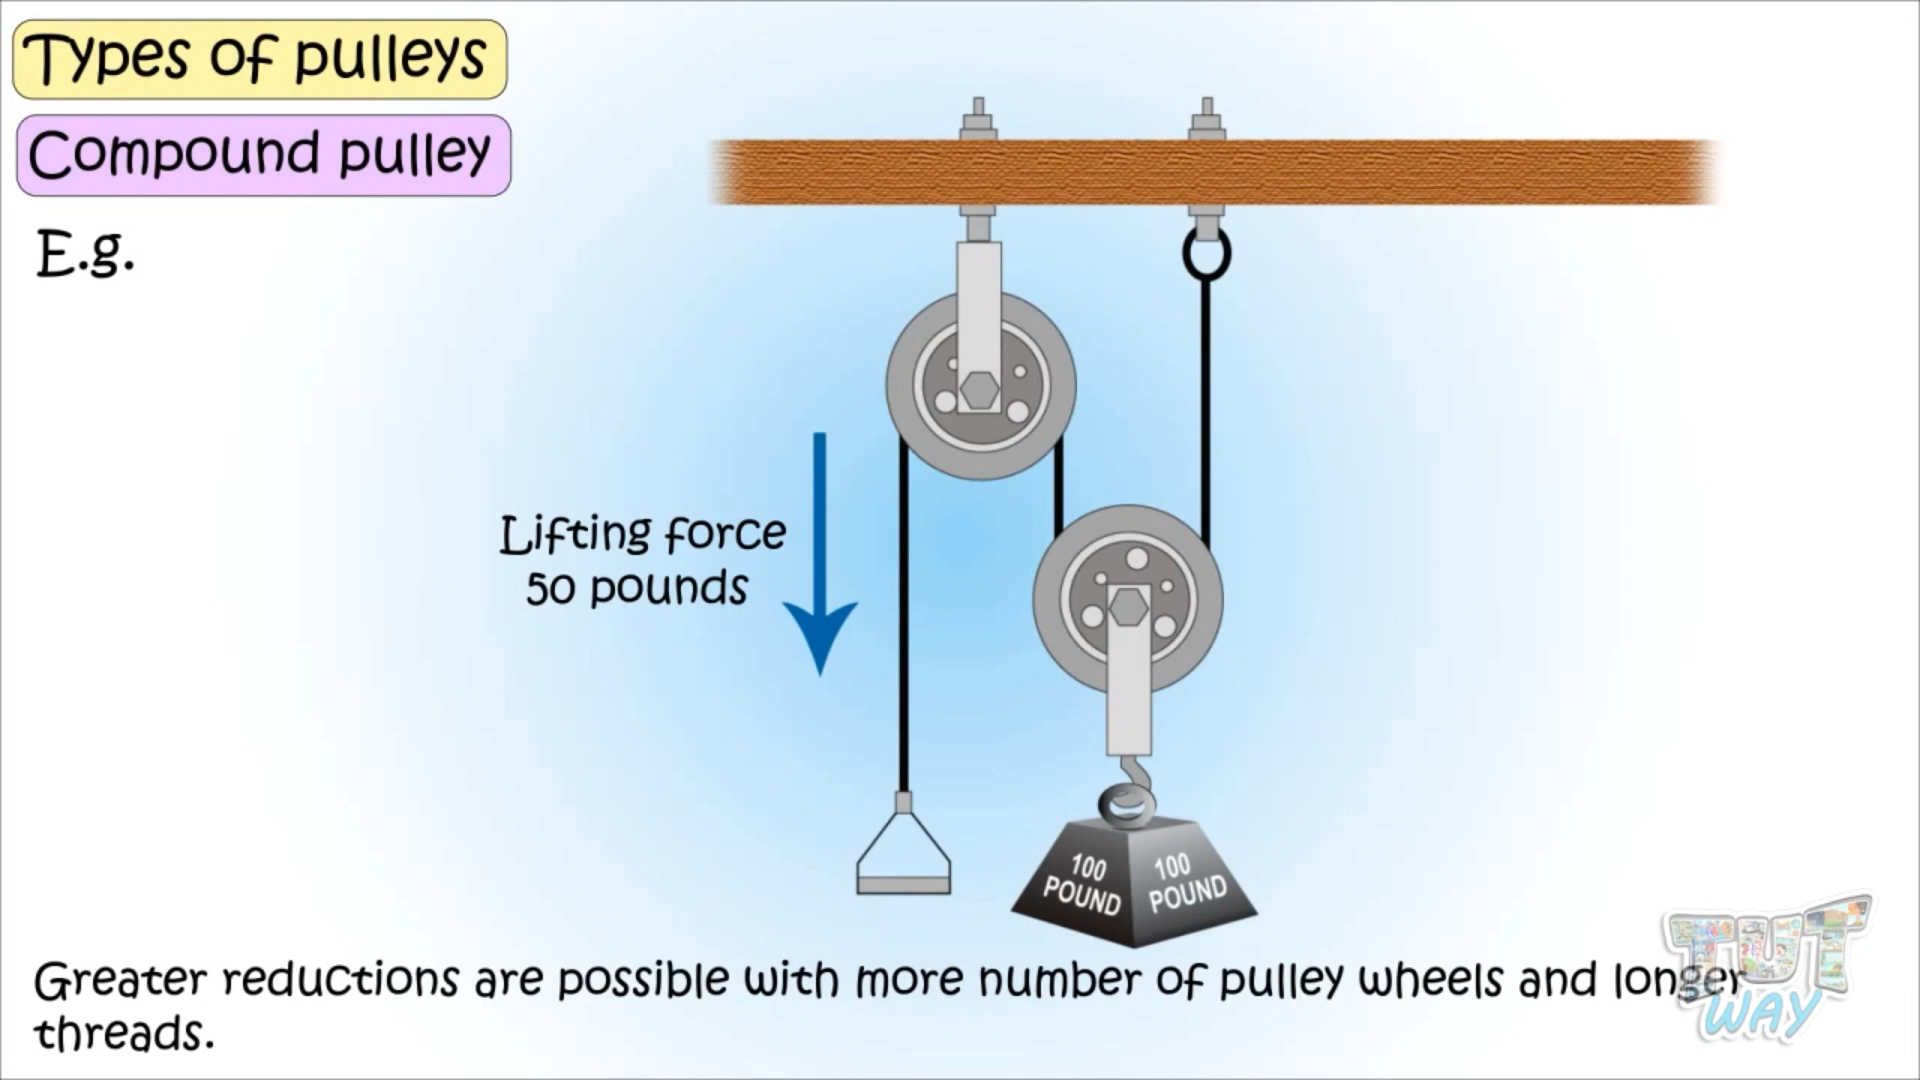 Types of pulleys
Compound pulley
E.g.
Lifting force
50 pounds
100
POUND
100
POUND
Greater reductions are possible with more number of pulley wheels and longer
threads.
TUT
WAY